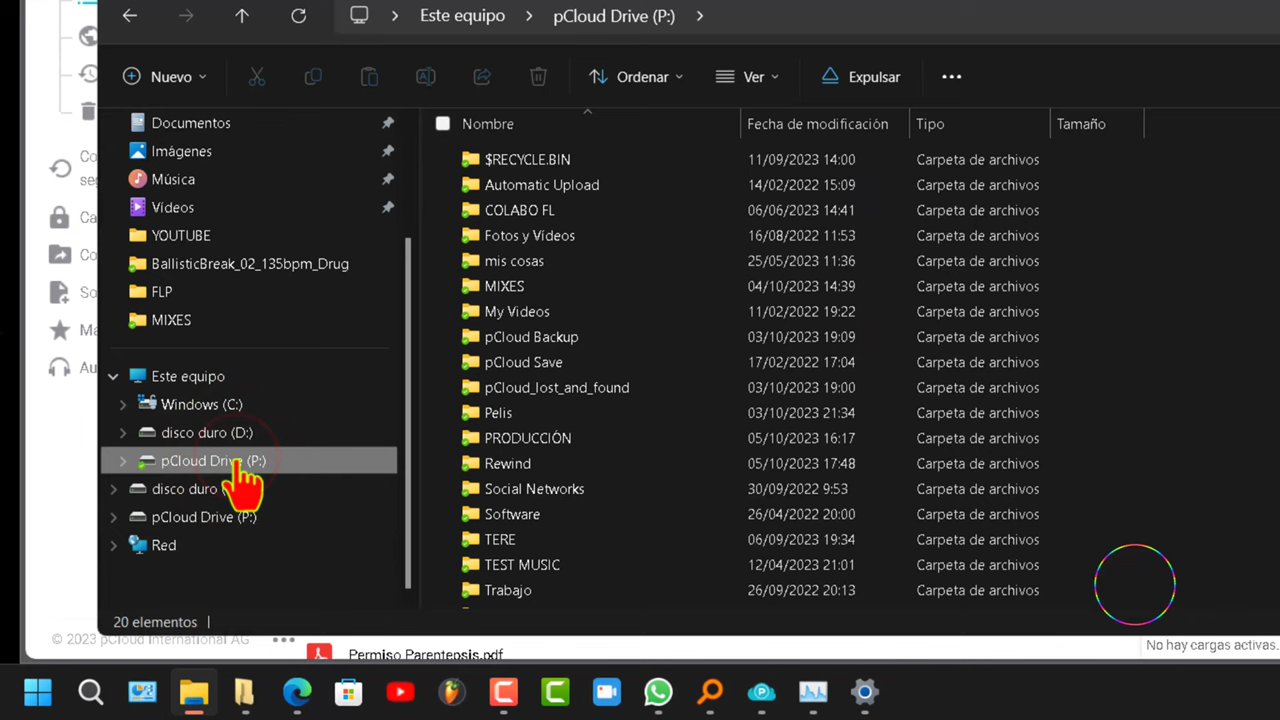 Este equipo > pCloud Drive (P:) >
Nuevo Ordenar Ver Expulsar
Nombre Fecha de modificación Tipo Tamaño
Documentos
Imágenes
Música
Vídeos
YOUTUBE
BallisticBreak_02_135bpm_Drug
FLP
MIXES
Este equipo
Windows (C:)
disco duro (D:)
pCloud Drive (P:)
disco duro
pCloud Drive (P:)
Red
$RECYCLE.BIN 11/09/2023 14:00 Carpeta de archivos
Automatic Upload 14/02/2022 15:09 Carpeta de archivos
COLABO FL 06/06/2023 14:41 Carpeta de archivos
Fotos y Vídeos 16/08/2022 11:53 Carpeta de archivos
mis cosas 25/05/2023 11:36 Carpeta de archivos
MIXES 04/10/2023 14:39 Carpeta de archivos
My Videos 11/02/2022 19:22 Carpeta de archivos
pCloud Backup 03/10/2023 19:09 Carpeta de archivos
pCloud Save 17/02/2022 17:04 Carpeta de archivos
pCloud_lost_and_found 03/10/2023 19:00 Carpeta de archivos
Pelis 03/10/2023 21:34 Carpeta de archivos
PRODUCCIÓN 05/10/2023 16:17 Carpeta de archivos
Rewind 05/10/2023 17:48 Carpeta de archivos
Social Networks 30/09/2022 9:53 Carpeta de archivos
Software 26/04/2022 20:00 Carpeta de archivos
TERE 06/09/2023 19:34 Carpeta de archivos
TEST MUSIC 12/04/2023 21:01 Carpeta de archivos
Trabajo 26/09/2022 20:13 Carpeta de archivos
20 elementos
© 2023 pCloud International AG
No hay cargas activas.
Permiso Parentepsis.pdf